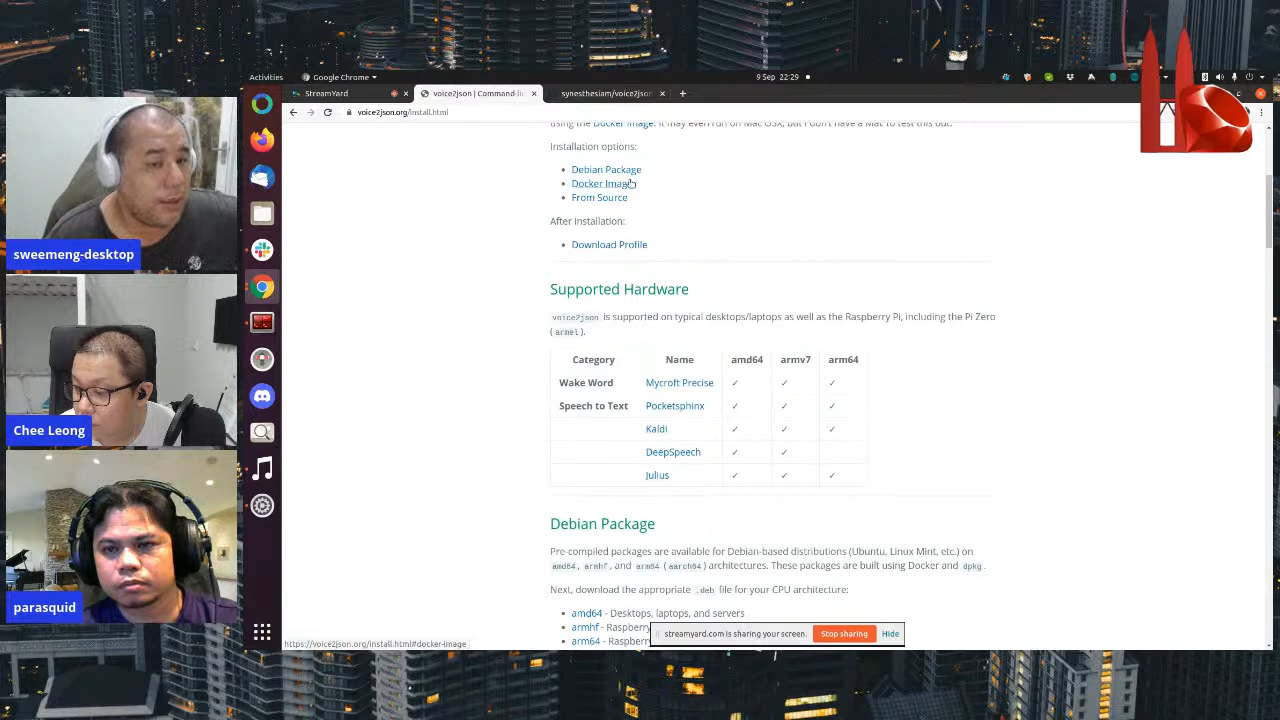 Activities
Google Chrome
9 Sep 22:29
StreamYard
voice2json | Command-li
synesthesiam/voice2json
voice2json.org/install.html
using the Docker image. It may even run on Mac OSX, but I don't have a Mac to test this out.
Installation options:
Debian Package
Docker Image
From Source
After installation:
Download Profile
Supported Hardware
voice2json is supported on typical desktops/laptops as well as the Raspberry Pi, including the Pi Zero
(armel).
Category Name amd64 armv7 arm64
Wake Word Mycroft Precise ✓ ✓ ✓
Speech to Text Pocketsphinx ✓ ✓ ✓
Kaldi ✓ ✓ ✓
DeepSpeech ✓ ✓
Julius ✓ ✓ ✓
Debian Package
Pre-compiled packages are available for Debian-based distributions (Ubuntu, Linux Mint, etc.) on
amd64, armhf, and arm64 (aarch64) architectures. These packages are built using Docker and dpkg.
Next, download the appropriate .deb file for your CPU architecture:
amd64 - Desktops, laptops, and servers
armhf - Raspberry
arm64 - Raspberry
streamyard.com is sharing your screen.
Stop sharing
Hide
https://voice2json.org/install.html#docker-image
sweemeng-desktop
Chee Leong
parasquid